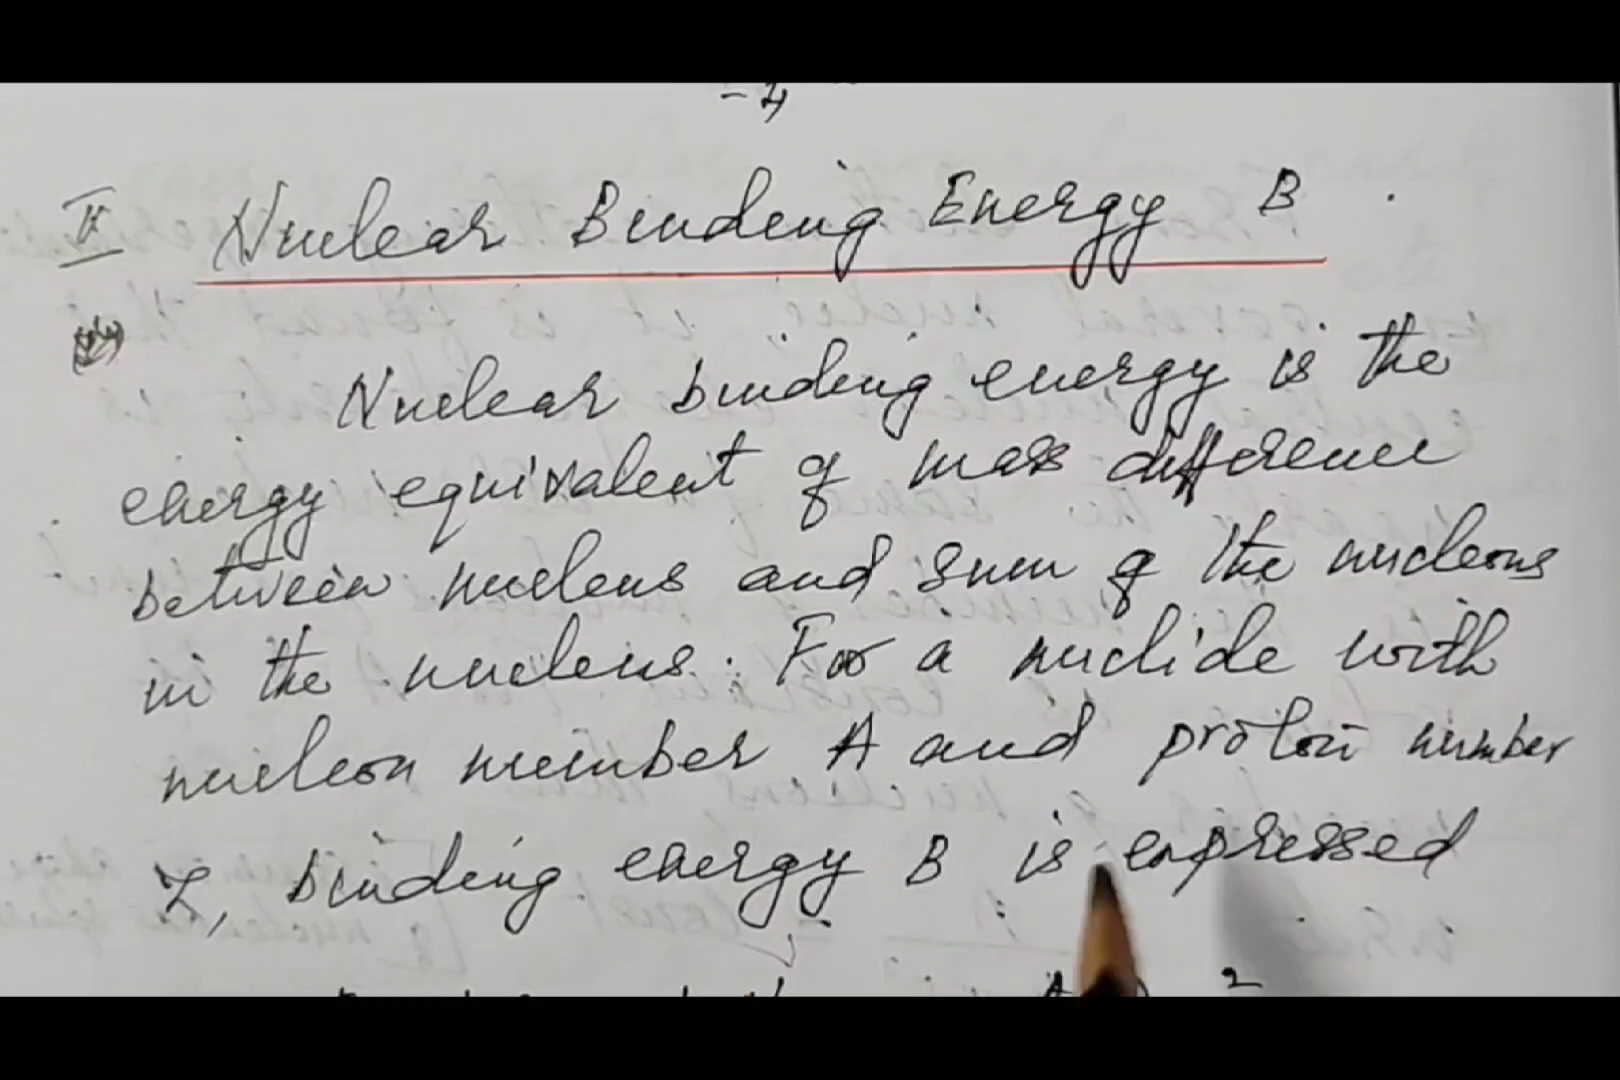 II Nuclear Binding Energy B .
Nuclear binding energy is the
energy equivalent of mass difference
between nucleus and sum of the nucleons
in the nucleus. For a nuclide with
nucleon number A and proton number
Z, binding energy B is expressed